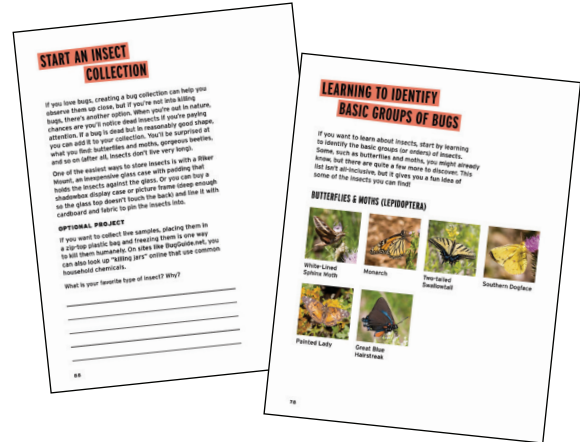 START AN INSECT
COLLECTION
If you love bugs, creating a bug collection can help you
observe them up close, but if you're not into killing
bugs, there's another option. When you're out in nature,
chances are you'll notice dead insects if you're paying
attention. If a bug is dead but in reasonably good shape,
you can add it to your collection. You'll be surprised at
what you find: butterflies and moths, gorgeous beetles,
and so on (after all, insects don't live very long).
One of the easiest ways to store insects is with a Riker
Mount, an inexpensive glass case with padding that
holds the insects against the glass. Or you can buy a
shadowbox display case or picture frame (deep enough
so the glass top doesn't touch the back) and line it with
cardboard and fabric to pin the insects into.
OPTIONAL PROJECT
If you want to collect live samples, placing them in
a zip-top plastic bag and freezing them is one way
to kill them humanely. On sites like BugGuide.net, you
can also look up "killing jars" online that use common
household chemicals.
What is your favorite type of insect? Why?
LEARNING TO IDENTIFY
BASIC GROUPS OF BUGS
If you want to learn about insects, start by learning
to identify the basic groups (or orders) of insects.
Some, such as butterflies and moths, you might already
know, but there are quite a few more to discover. This
list isn't all-inclusive, but it gives you a fun idea of
some of the insects you can find!
BUTTERFLIES & MOTHS (LEPIDOPTERA)
White-Lined
Sphinx Moth
Monarch
Two-tailed
Swallowtail
Southern Dogface
Painted Lady
Great Blue
Hairstreak